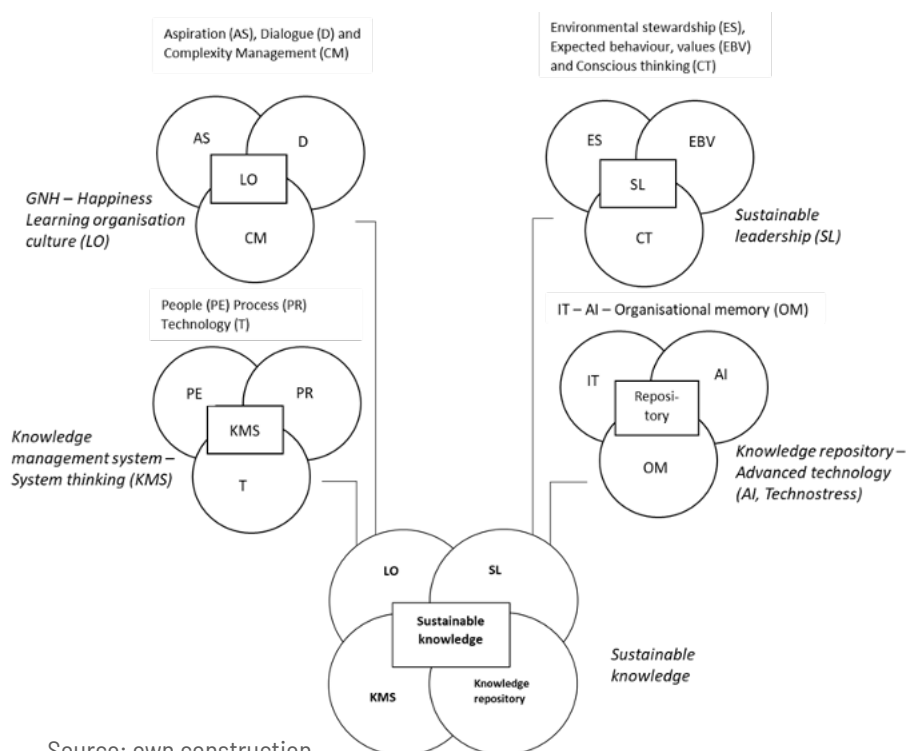 Aspiration (AS), Dialogue (D) and
Complexity Management (CM)
Environmental stewardship (ES),
Expected behaviour, values (EBV)
and Conscious thinking (CT)
AS
D
LO
CM
GNH – Happiness
Learning organisation
culture (LO)
ES
EBV
SL
CT
Sustainable
leadership (SL)
People (PE) Process (PR)
Technology (T)
IT – AI – Organisational memory (OM)
PE
PR
KMS
T
Knowledge
management system –
System thinking (KMS)
IT
AI
Reposi-
tory
OM
Knowledge repository –
Advanced technology
(AI, Technostress)
LO
SL
Sustainable
knowledge
KMS
Knowledge
repository
Sustainable
knowledge
Source: own construction